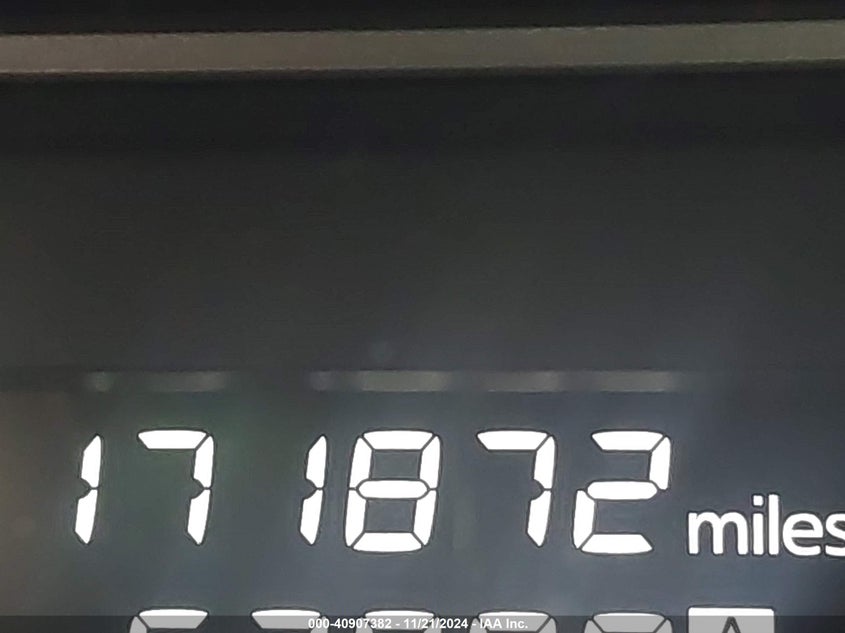 171872 miles
000-40907382 - 11/21/2024 - IAA Inc.